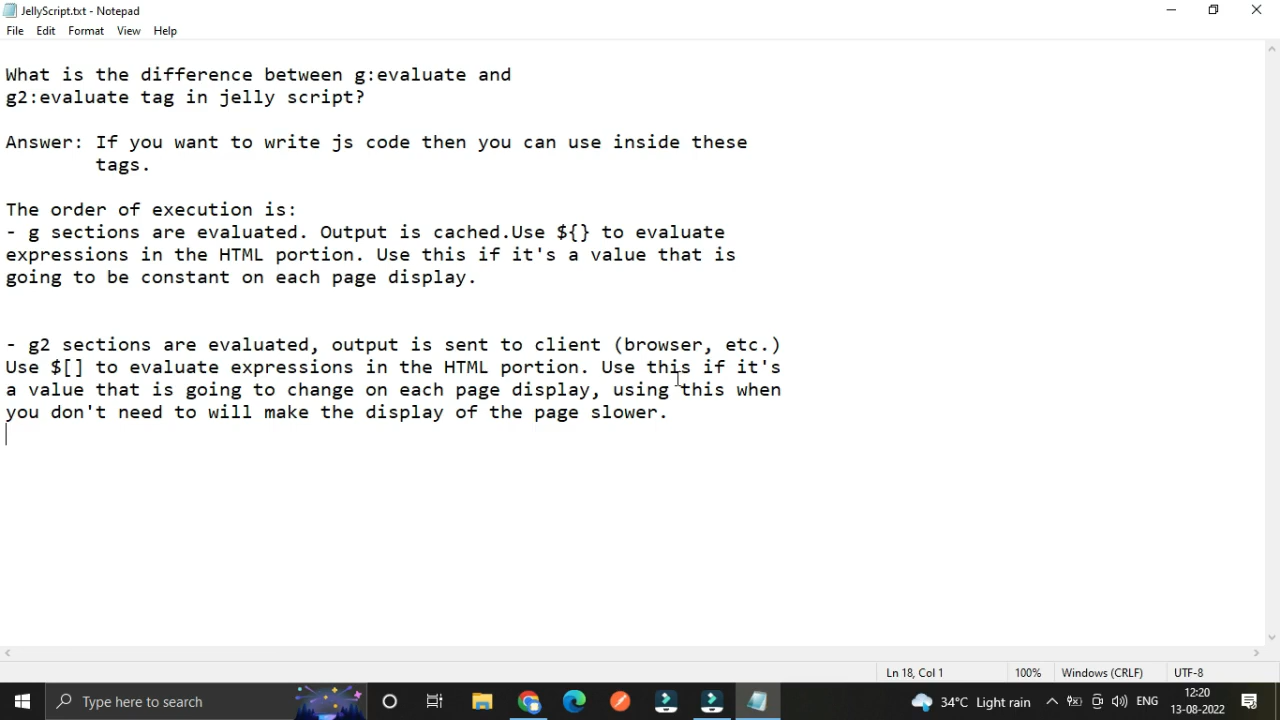 JellyScript.txt - Notepad
File Edit Format View Help
What is the difference between g:evaluate and
g2:evaluate tag in jelly script?
Answer: If you want to write js code then you can use inside these
tags.
The order of execution is:
- g sections are evaluated. Output is cached.Use ${} to evaluate
expressions in the HTML portion. Use this if it's a value that is
going to be constant on each page display.
- g2 sections are evaluated, output is sent to client (browser, etc.)
Use $[] to evaluate expressions in the HTML portion. Use this if it's
a value that is going to change on each page display, using this when
you don't need to will make the display of the page slower.
Ln 18, Col 1 100% Windows (CRLF) UTF-8
Type here to search 34°C Light rain ENG 12:20
13-08-2022